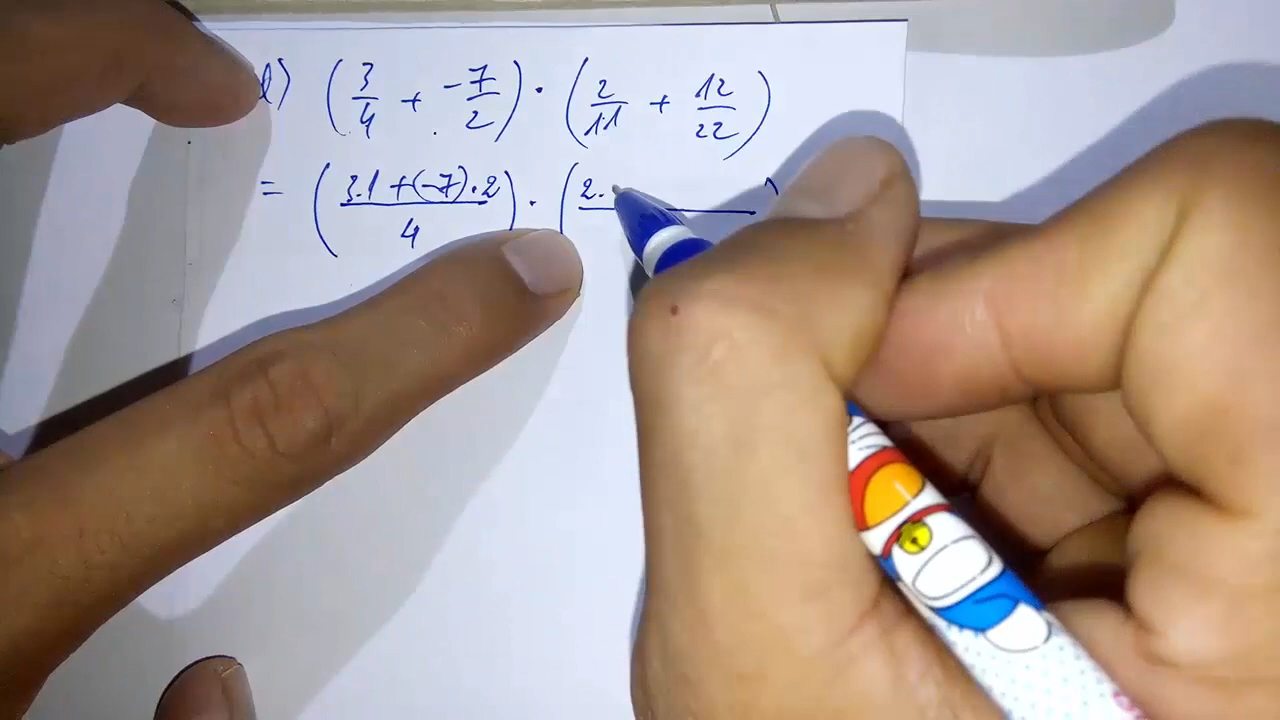 d) (3/4 + -7/2) · (2/11 + 12/22)
= (3.1 + (-7).2 / 4) · (2. )